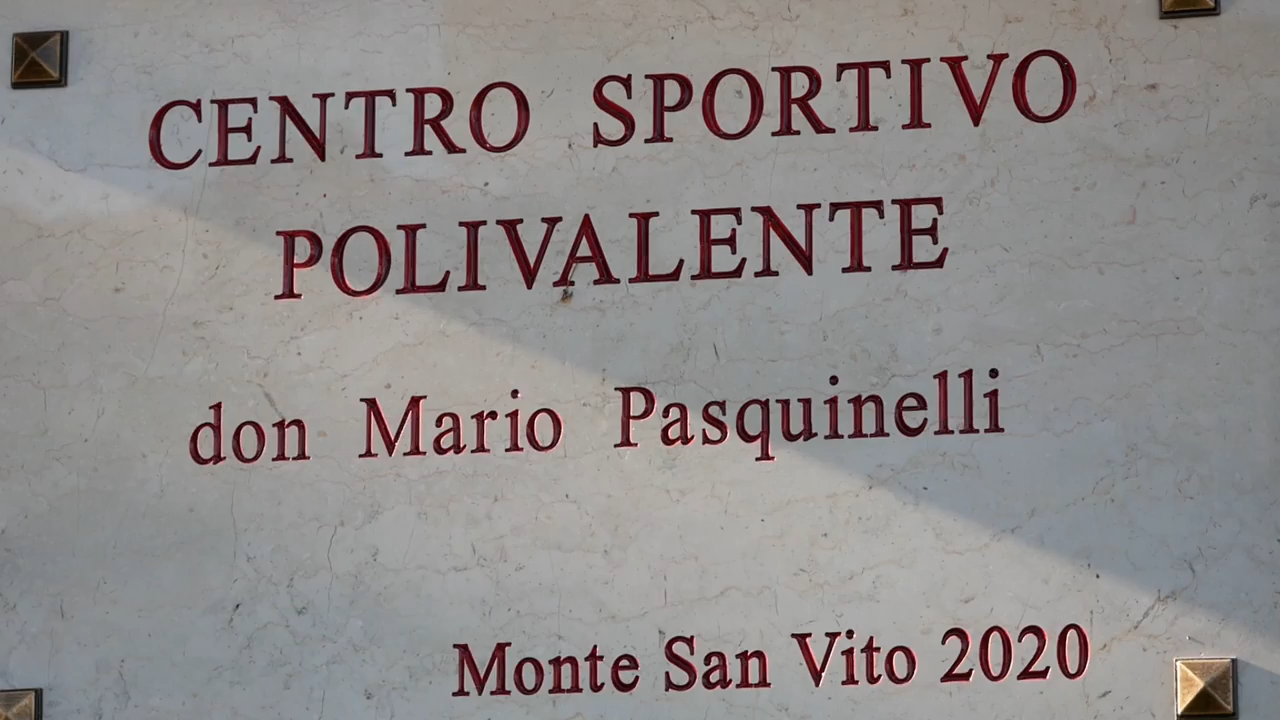 CENTRO SPORTIVO
POLIVALENTE
don Mario Pasquinelli
Monte San Vito 2020